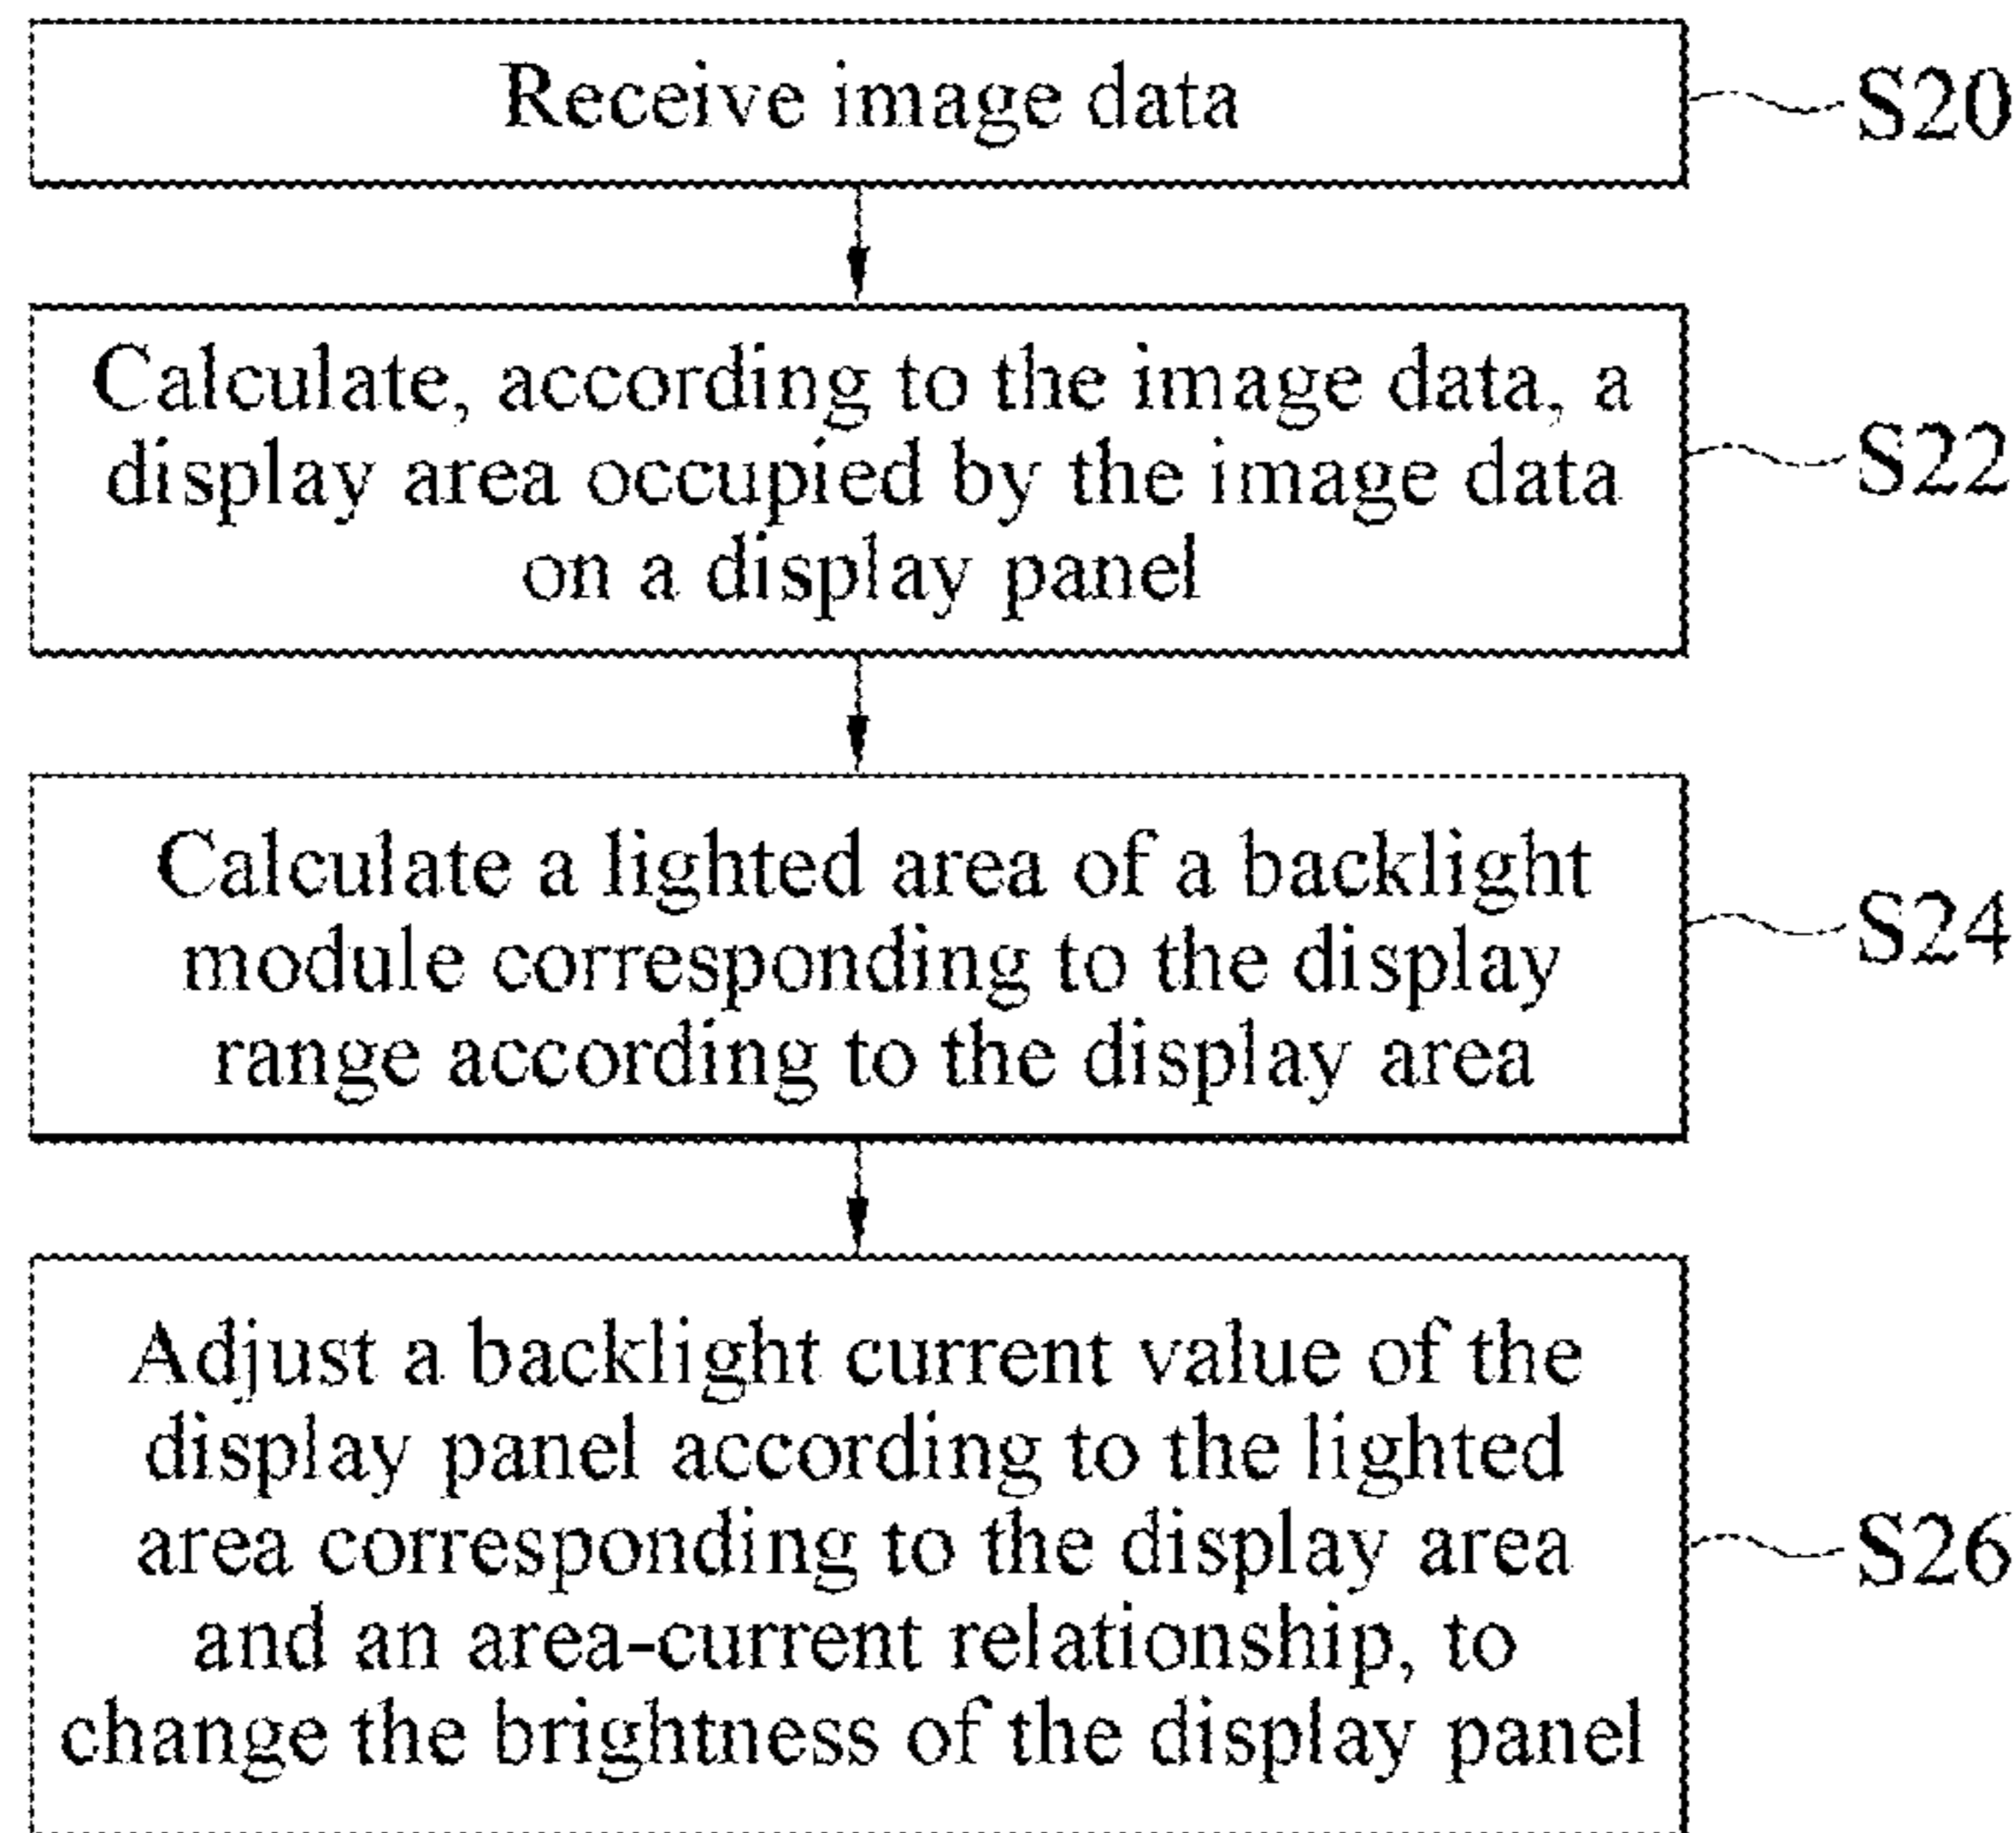 Receive image data
S20
Calculate, according to the image data, a
display area occupied by the image data
on a display panel
S22
Calculate a lighted area of a backlight
module corresponding to the display
range according to the display area
S24
Adjust a backlight current value of the
display panel according to the lighted
area corresponding to the display area
and an area-current relationship, to
change the brightness of the display panel
S26